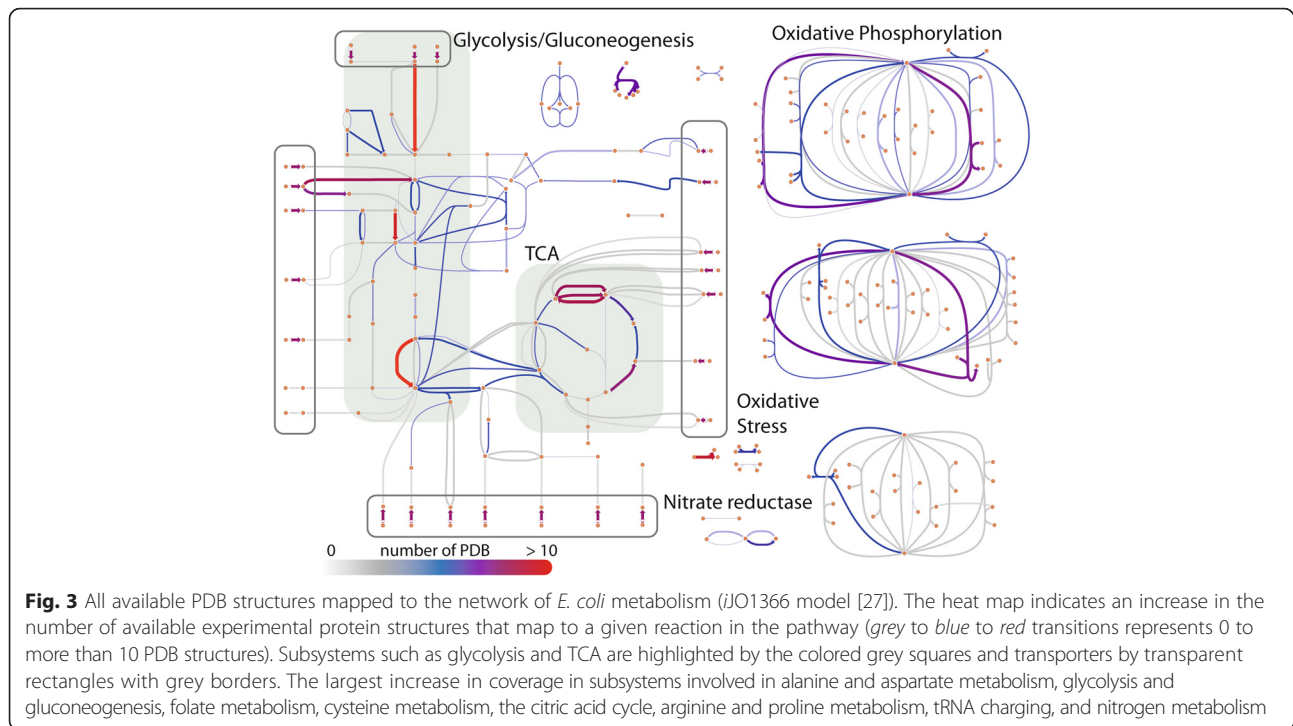 Glycolysis/Gluconeogenesis
Oxidative Phosphorylation
TCA
Oxidative
Stress
Nitrate reductase
0 number of PDB > 10
Fig. 3 All available PDB structures mapped to the network of E. coli metabolism (iJO1366 model [27]). The heat map indicates an increase in the
number of available experimental protein structures that map to a given reaction in the pathway (grey to blue to red transitions represents 0 to
more than 10 PDB structures). Subsystems such as glycolysis and TCA are highlighted by the colored grey squares and transporters by transparent
rectangles with grey borders. The largest increase in coverage in subsystems involved in alanine and aspartate metabolism, glycolysis and
gluconeogenesis, folate metabolism, cysteine metabolism, the citric acid cycle, arginine and proline metabolism, tRNA charging, and nitrogen metabolism